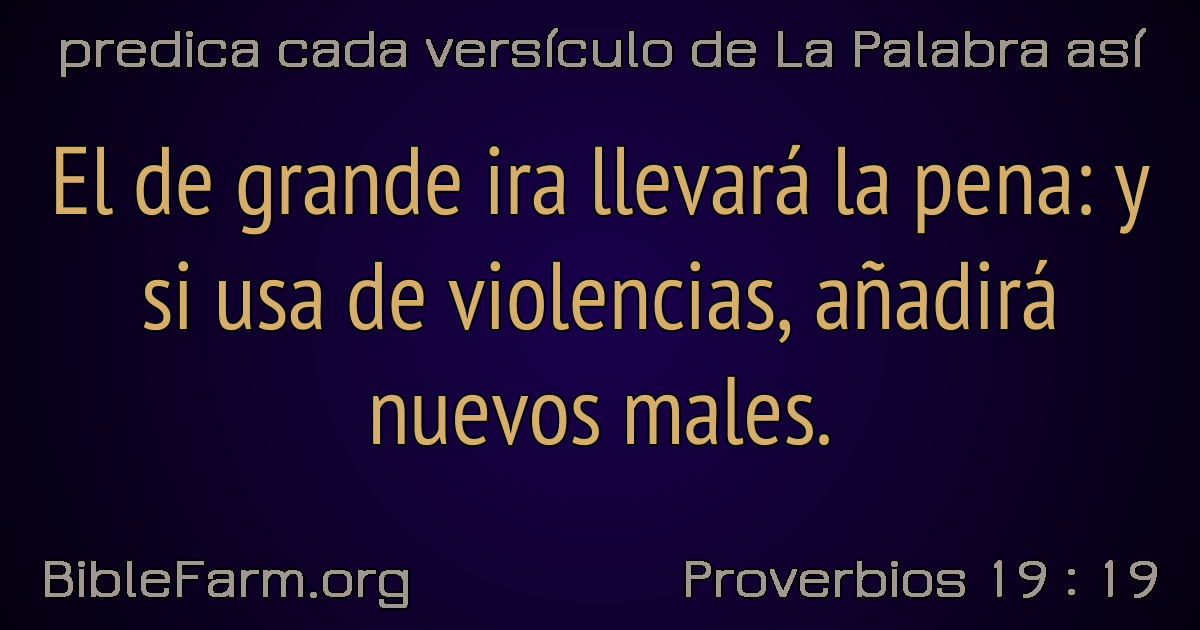 predica cada versículo de La Palabra así
El de grande ira llevará la pena: y
si usa de violencias, añadirá
nuevos males.
BibleFarm.org
Proverbios 19 : 19